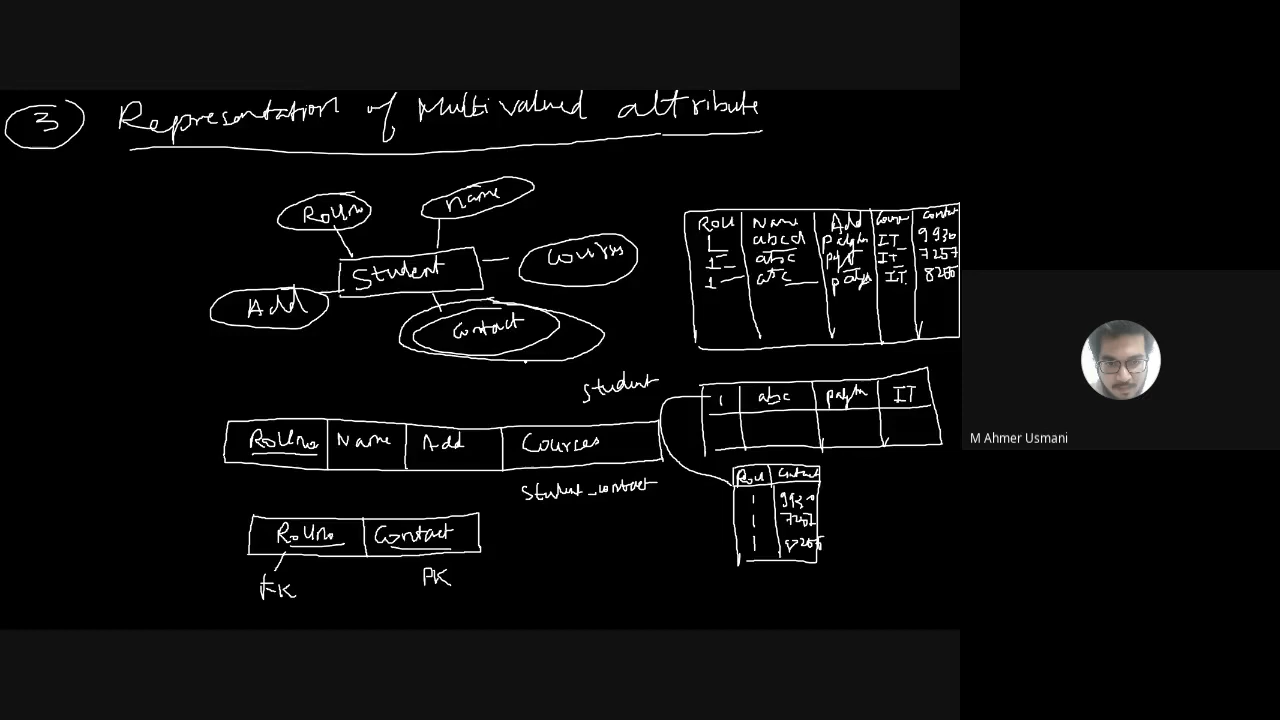 3 Representation of Multivalued attribute
Rollno
Name
Student
Courses
Add
Contact
Roll Name Add Course Contact
1 abcd IT 9930
1 abc IT 7257
1 abc IT
student
1 abc IT
Rollno Name Add Courses
student_contact
Roll Contact
1 9930
1
1
Rollno Contact
FK PK
M Ahmer Usmani